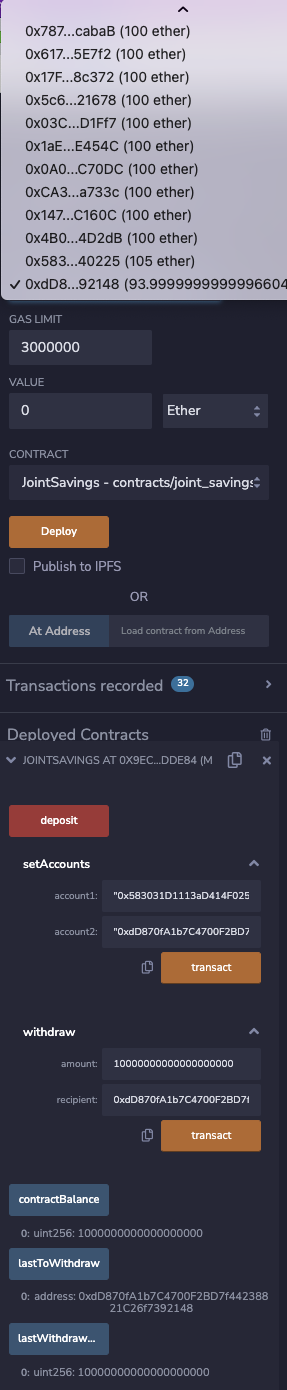 0x787...cabaB (100 ether)
0x617...5E7f2 (100 ether)
0x17F...8c372 (100 ether)
0x5c6...21678 (100 ether)
0x03C...D1Ff7 (100 ether)
0x1aE...E454C (100 ether)
0x0A0...C70DC (100 ether)
0xCA3...a733c (100 ether)
0x147...C160C (100 ether)
0x4B0...4D2dB (100 ether)
0x583...40225 (105 ether)
✓ 0xdD8...92148 (93.9999999999996604
GAS LIMIT
3000000
VALUE
0 Ether
CONTRACT
JointSavings - contracts/joint_savings
Deploy
Publish to IPFS
OR
At Address Load contract from Address
Transactions recorded 32
Deployed Contracts
JOINTSAVINGS AT 0X9EC...DDE84 (M
deposit
setAccounts
account1: "0x583031D1113aD414F025
account2: "0xdD870fA1b7C4700F2BD7
transact
withdraw
amount: 10000000000000000000
recipient: 0xdD870fA1b7C4700F2BD7f
transact
contractBalance
0: uint256: 1000000000000000000
lastToWithdraw
0: address: 0xdD870fA1b7C4700F2BD7f442388
21C26f7392148
lastWithdraw...
0: uint256: 10000000000000000000